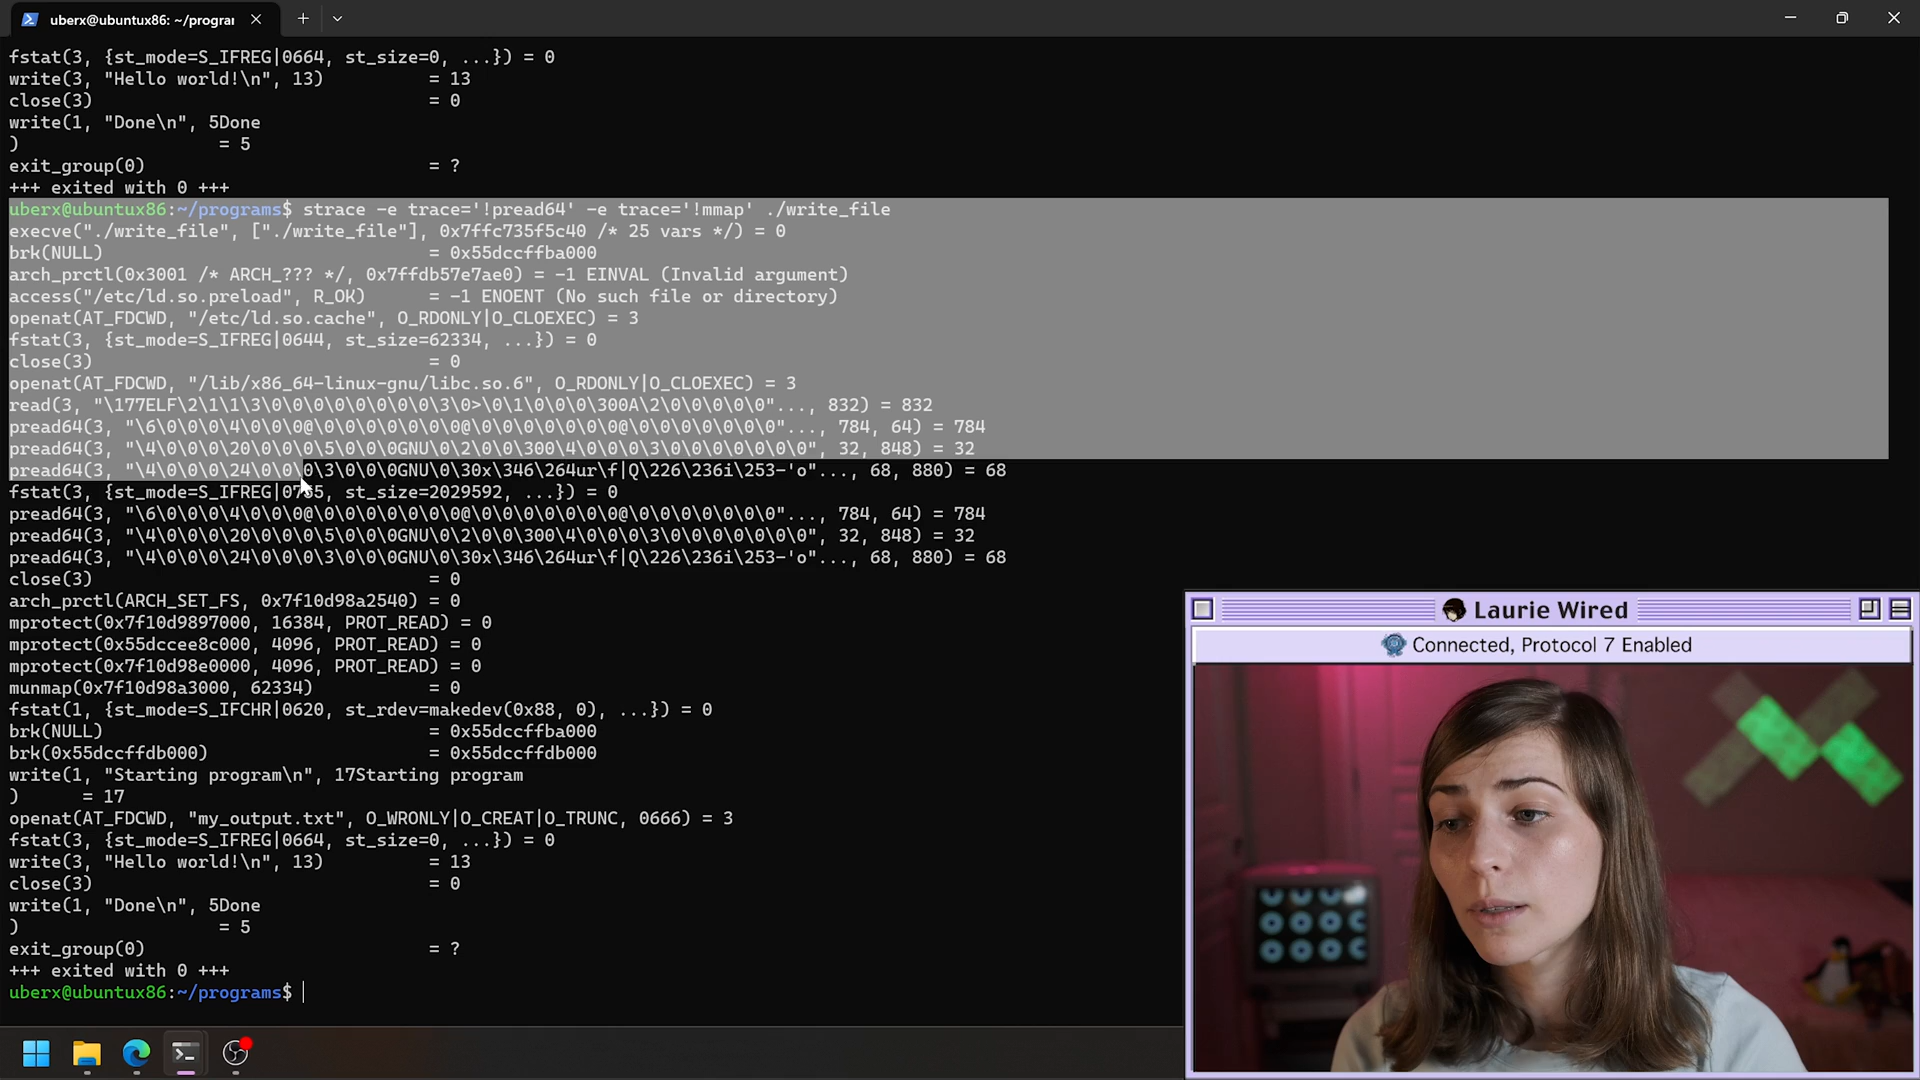 uberx@ubuntux86: ~/program
fstat(3, {st_mode=S_IFREG|0664, st_size=0, ...}) = 0
write(3, "Hello world!\n", 13)          = 13
close(3)                                = 0
write(1, "Done\n", 5Done
)                   = 5
exit_group(0)                           = ?
+++ exited with 0 +++
uberx@ubuntux86:~/programs$ strace -e trace='!pread64' -e trace='!mmap' ./write_file
execve("./write_file", ["./write_file"], 0x7ffc735f5c40 /* 25 vars */) = 0
brk(NULL)                               = 0x55dccffba000
arch_prctl(0x3001 /* ARCH_??? */, 0x7ffdb57e7ae0) = -1 EINVAL (Invalid argument)
access("/etc/ld.so.preload", R_OK)      = -1 ENOENT (No such file or directory)
openat(AT_FDCWD, "/etc/ld.so.cache", O_RDONLY|O_CLOEXEC) = 3
fstat(3, {st_mode=S_IFREG|0644, st_size=62334, ...}) = 0
close(3)                                = 0
openat(AT_FDCWD, "/lib/x86_64-linux-gnu/libc.so.6", O_RDONLY|O_CLOEXEC) = 3
read(3, "\177ELF\2\1\1\3\0\0\0\0\0\0\0\0\3\0>\0\1\0\0\0\300A\2\0\0\0\0\0"..., 832) = 832
pread64(3, "\6\0\0\0\4\0\0\0@\0\0\0\0\0\0\0@\0\0\0\0\0\0\0@\0\0\0\0\0\0\0"..., 784, 64) = 784
pread64(3, "\4\0\0\0\20\0\0\0\5\0\0\0GNU\0\2\0\0\300\4\0\0\0\3\0\0\0\0\0\0\0", 32, 848) = 32
pread64(3, "\4\0\0\0\24\0\0\0\3\0\0\0GNU\0\30x\346\264ur\f|Q\226\236i\253-'o"..., 68, 880) = 68
fstat(3, {st_mode=S_IFREG|0755, st_size=2029592, ...}) = 0
pread64(3, "\6\0\0\0\4\0\0\0@\0\0\0\0\0\0\0@\0\0\0\0\0\0\0@\0\0\0\0\0\0\0"..., 784, 64) = 784
pread64(3, "\4\0\0\0\20\0\0\0\5\0\0\0GNU\0\2\0\0\300\4\0\0\0\3\0\0\0\0\0\0\0", 32, 848) = 32
pread64(3, "\4\0\0\0\24\0\0\0\3\0\0\0GNU\0\30x\346\264ur\f|Q\226\236i\253-'o"..., 68, 880) = 68
close(3)                                = 0
arch_prctl(ARCH_SET_FS, 0x7f10d98a2540) = 0
mprotect(0x7f10d9897000, 16384, PROT_READ) = 0
mprotect(0x55dccee8c000, 4096, PROT_READ) = 0
mprotect(0x7f10d98e0000, 4096, PROT_READ) = 0
munmap(0x7f10d98a3000, 62334)           = 0
fstat(1, {st_mode=S_IFCHR|0620, st_rdev=makedev(0x88, 0), ...}) = 0
brk(NULL)                               = 0x55dccffba000
brk(0x55dccffdb000)                     = 0x55dccffdb000
write(1, "Starting program\n", 17Starting program
)      = 17
openat(AT_FDCWD, "my_output.txt", O_WRONLY|O_CREAT|O_TRUNC, 0666) = 3
fstat(3, {st_mode=S_IFREG|0664, st_size=0, ...}) = 0
write(3, "Hello world!\n", 13)          = 13
close(3)                                = 0
write(1, "Done\n", 5Done
)                   = 5
exit_group(0)                           = ?
+++ exited with 0 +++
uberx@ubuntux86:~/programs$
Laurie Wired
Connected, Protocol 7 Enabled